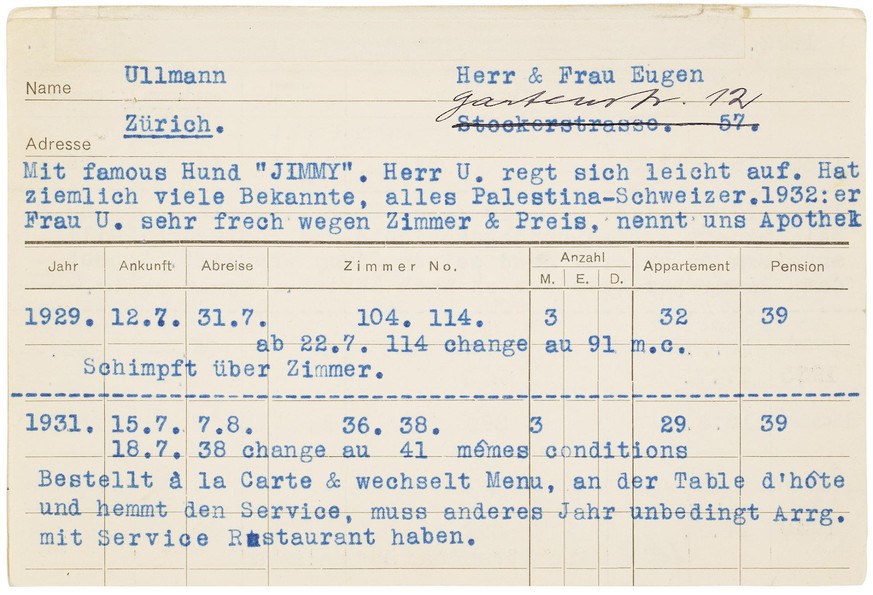 Name Ullmann Herr & Frau Eugen
Gartenstr. 12
Adresse Zürich. Stockerstrasse. 57.
Mit famous Hund "JIMMY". Herr U. regt sich leicht auf. Hat
ziemlich viele Bekannte, alles Palestina-Schweizer.1932: er
Frau U. sehr frech wegen Zimmer & Preis, nennt uns Apothek
Jahr Ankunft Abreise Zimmer No. Anzahl M. E. D. Appartement Pension
1929. 12.7. 31.7. 104. 114. 3 32 39
ab 22.7. 114 change au 91 m.c.
Schimpft über Zimmer.
1931. 15.7. 7.8. 36. 38. 3 29 39
18.7. 38 change au 41 mêmes conditions
Bestellt à la Carte & wechselt Menu, an der Table d'hôte
und hemmt den Service, muss anderes Jahr unbedingt Arrg.
mit Service Restaurant haben.